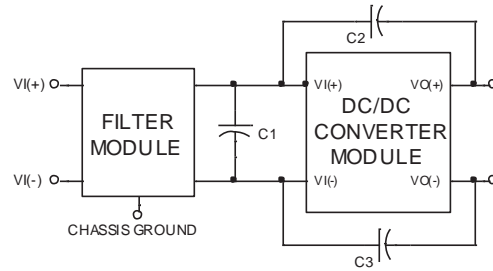 C2
VI(+)
FILTER
MODULE
C1
VI(+)
VO(+)
DC/DC
CONVERTER
MODULE
VI(-)
VI(-)
VO(-)
CHASSIS GROUND
C3